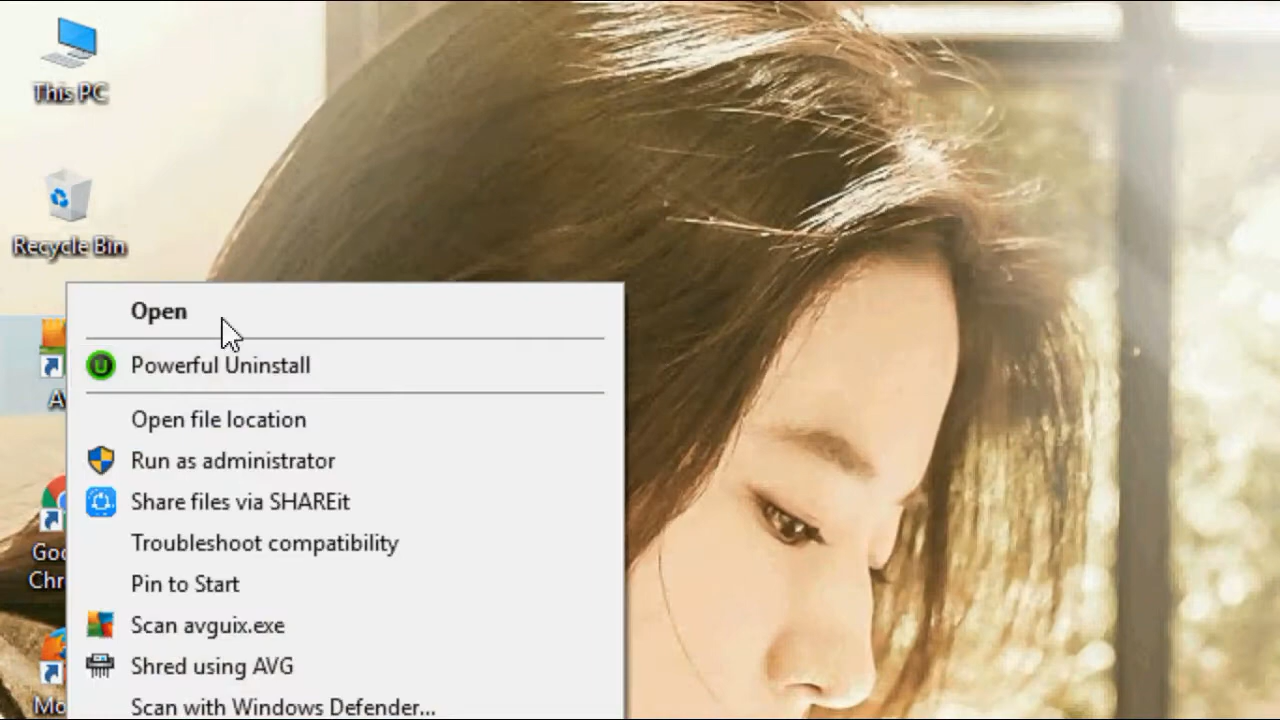 This PC
Recycle Bin
Open
Powerful Uninstall
A
Open file location
Run as administrator
Share files via SHAREit
Goo
Chr
Troubleshoot compatibility
Pin to Start
Scan avguix.exe
Shred using AVG
Mo
Scan with Windows Defender...